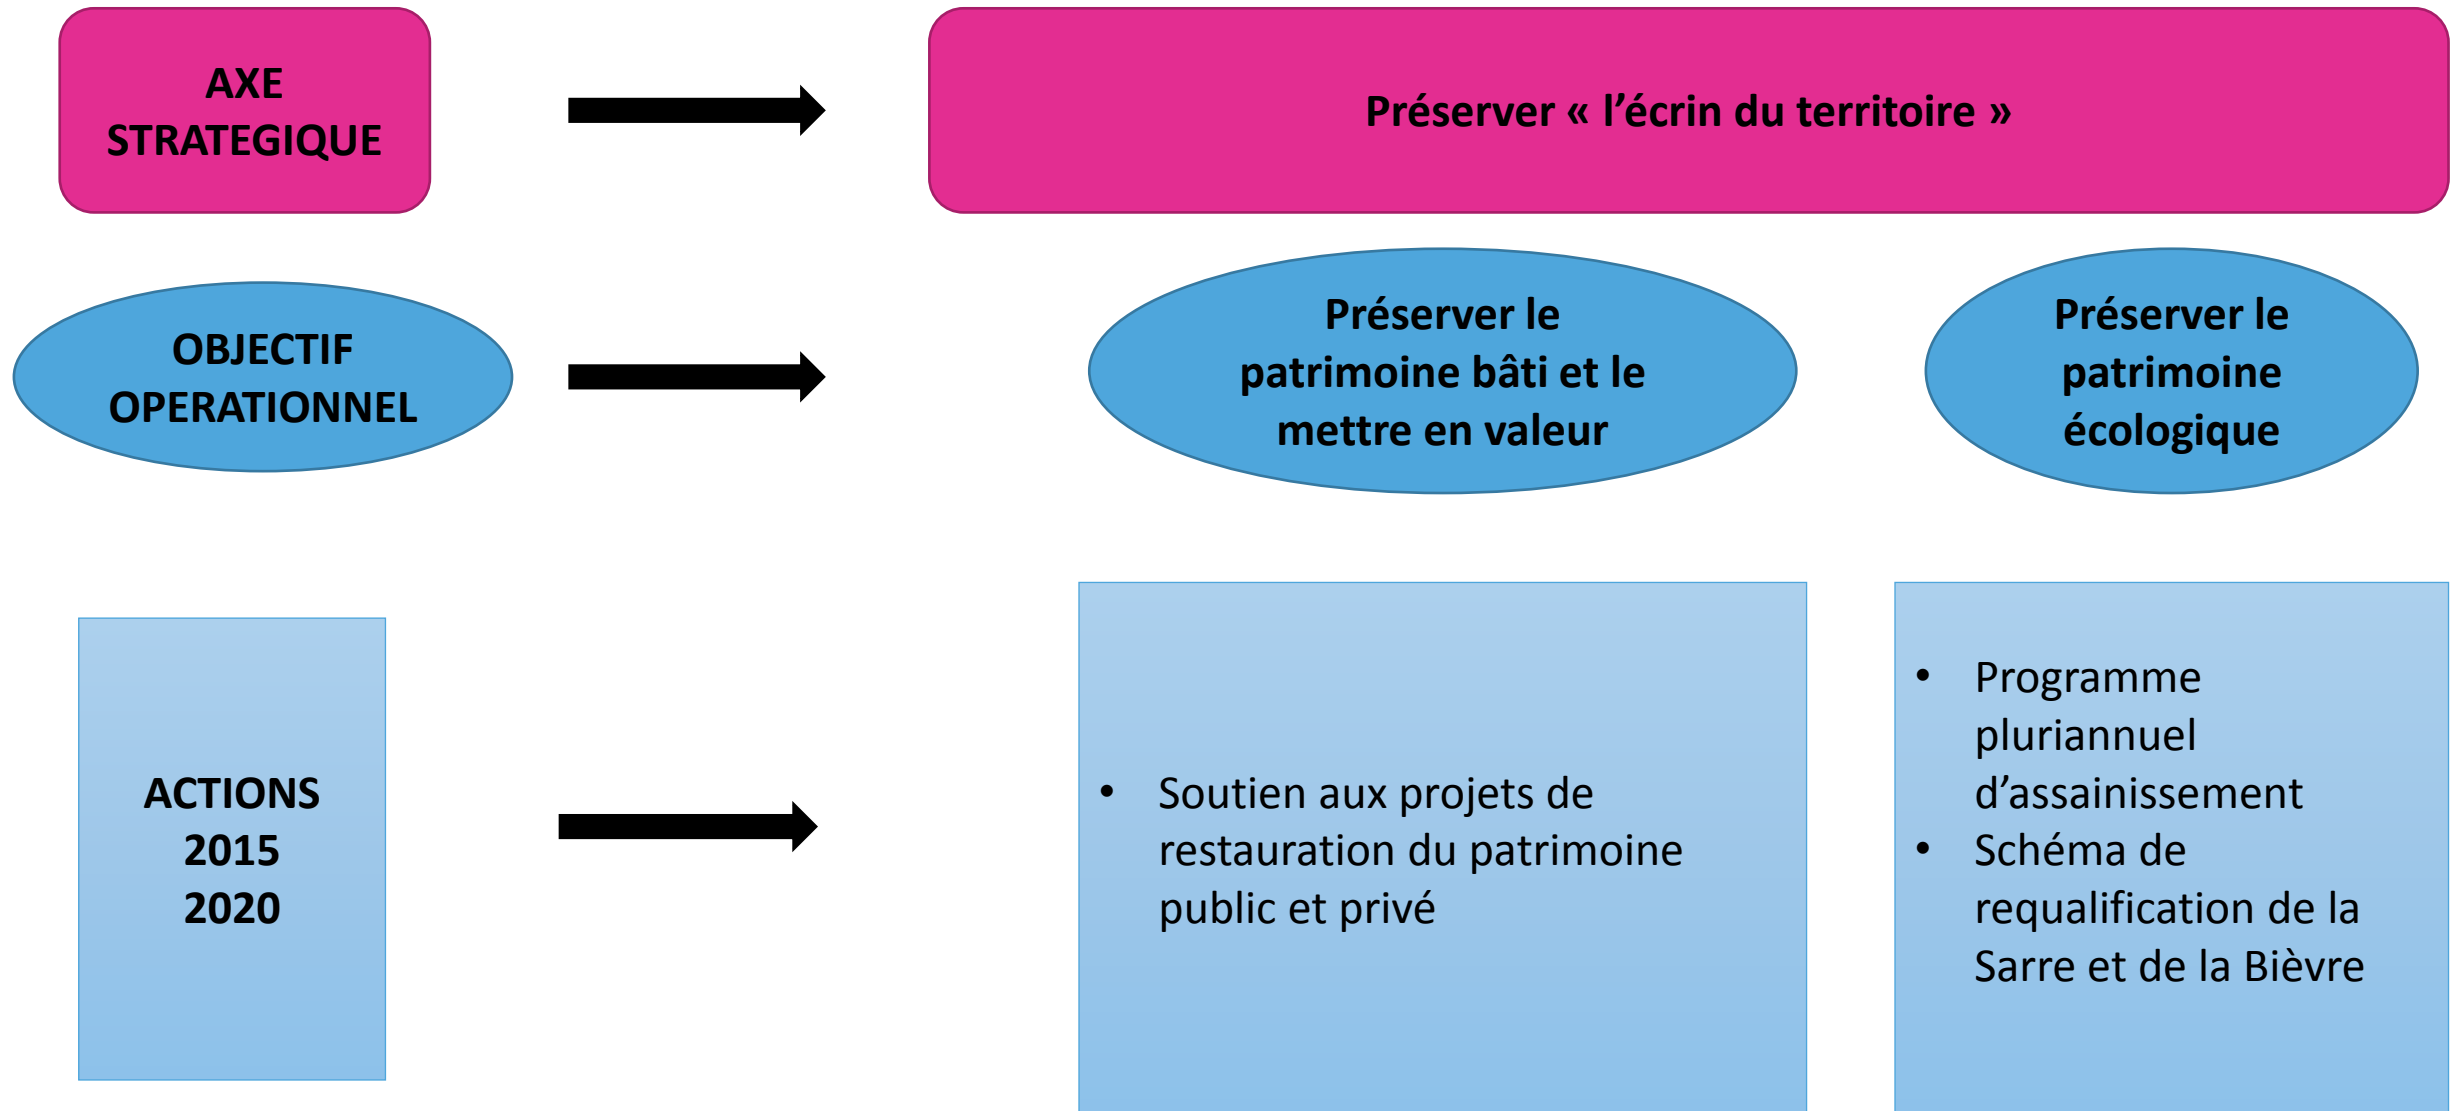 AXE
STRATEGIQUE
Préserver « l’écrin du territoire »
OBJECTIF
OPERATIONNEL
Préserver le
patrimoine bâti et le
mettre en valeur
Préserver le
patrimoine
écologique
ACTIONS
2015
2020
• Soutien aux projets de
restauration du patrimoine
public et privé
• Programme
pluriannuel
d’assainissement
• Schéma de
requalification de la
Sarre et de la Bièvre